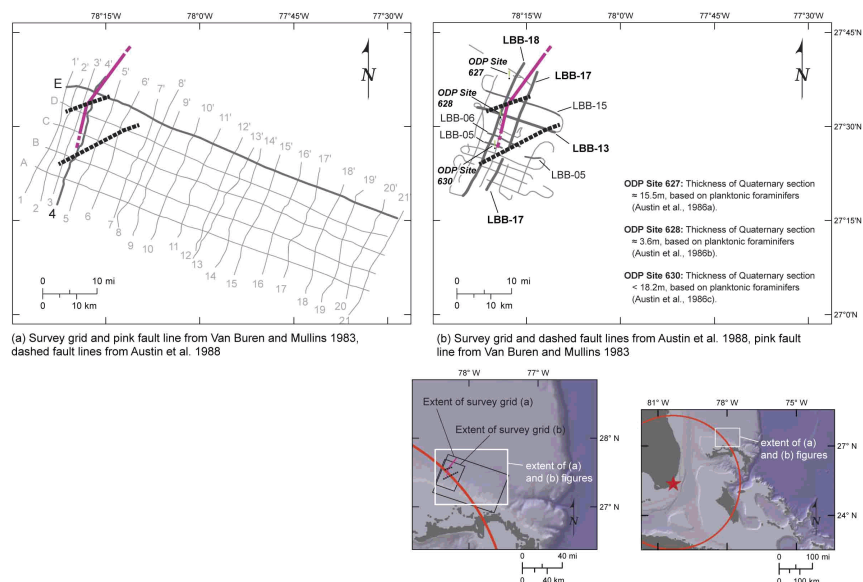 78°15'W
78°00'W
77°45'W
77°30'W
1'
2'
3'
4'
5'
6'
7'
8'
9'
10'
11'
12'
13'
14'
15'
16'
17'
18'
19'
20'
21'
E
D
C
B
A
1
2
3
4
5
6
7
8
9
10
11
12
13
14
15
16
17
18
19
20
21
N
0 10 mi
0 10 km
(a) Survey grid and pink fault line from Van Buren and Mullins 1983,
dashed fault lines from Austin et al. 1988
78°15'W
78°00'W
77°45'W
77°30'W
27°45'N
27°30'N
27°15'N
27°0'N
LBB-18
ODP Site
627
LBB-17
ODP Site
628
LBB-15
LBB-06
LBB-05
LBB-13
ODP Site
630
LBB-05
LBB-17
N
ODP Site 627: Thickness of Quaternary section
≈ 15.5m, based on planktonic foraminifers
(Austin et al., 1986a).
ODP Site 628: Thickness of Quaternary section
≈ 3.6m, based on planktonic foraminifers
(Austin et al., 1986b).
ODP Site 630: Thickness of Quaternary section
< 18.2m, based on planktonic foraminifers
(Austin et al., 1986c).
0 10 mi
0 10 km
(b) Survey grid and dashed fault lines from Austin et al. 1988, pink fault
line from Van Buren and Mullins 1983
78° W
77° W
Extent of survey grid (a)
Extent of survey grid (b)
28° N
extent of (a)
and (b) figures
27° N
N
0 40 mi
0 40 km
81° W
78° W
75° W
27° N
extent of (a)
and (b) figures
24° N
N
0 100 mi
0 100 km